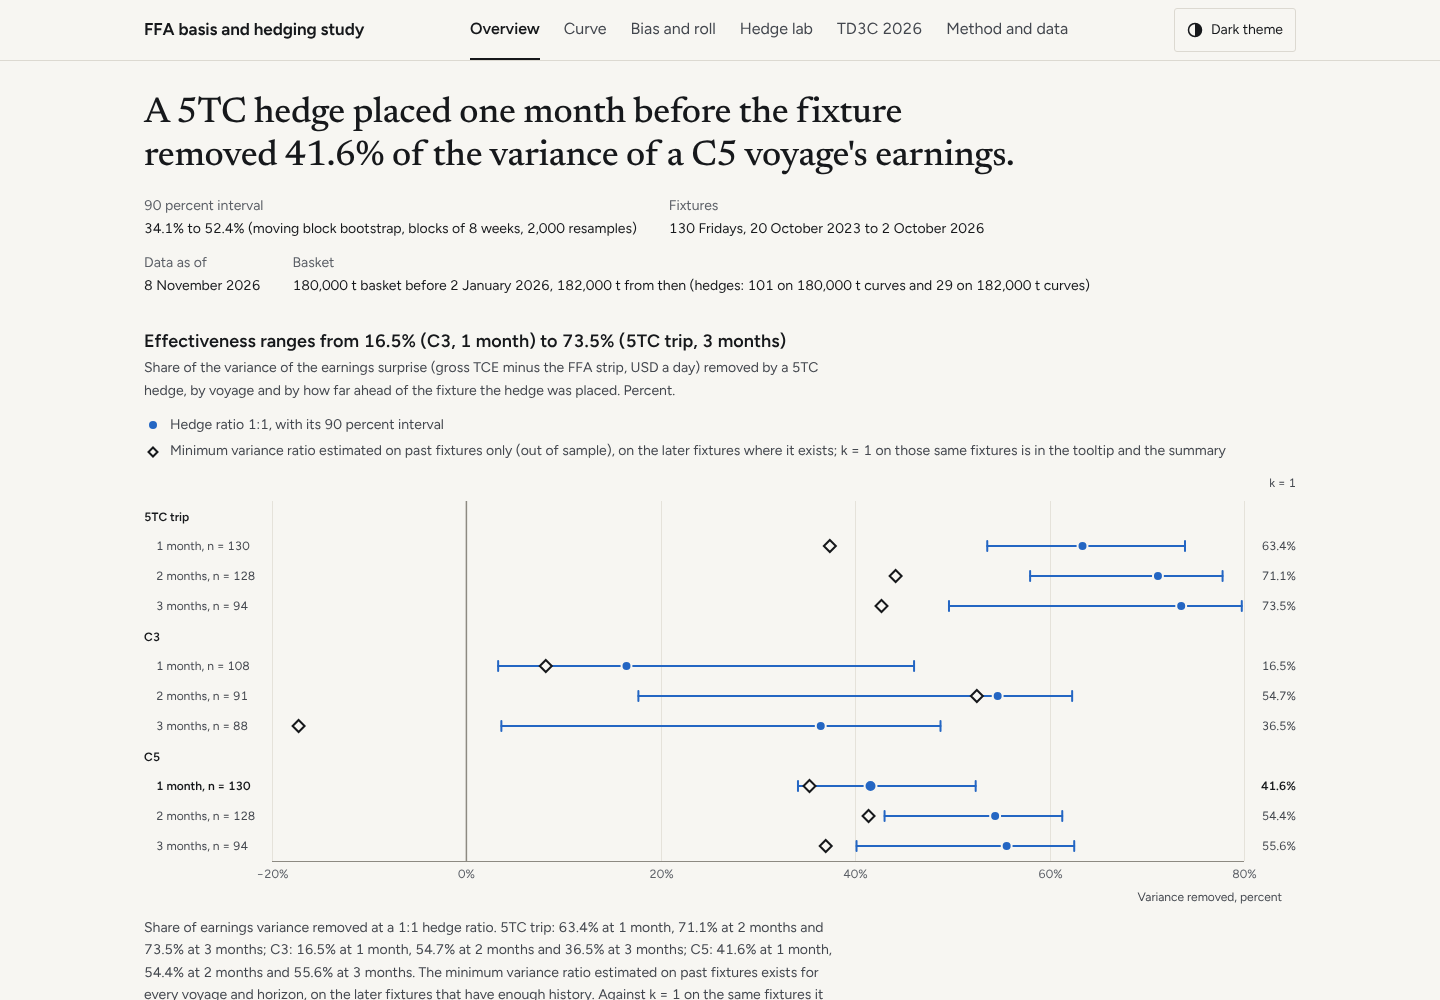 FFA basis and hedging study
Overview
Curve
Bias and roll
Hedge lab
TD3C 2026
Method and data
Dark theme
A 5TC hedge placed one month before the fixture
removed 41.6% of the variance of a C5 voyage's earnings.
90 percent interval
34.1% to 52.4% (moving block bootstrap, blocks of 8 weeks, 2,000 resamples)
Fixtures
130 Fridays, 20 October 2023 to 2 October 2026
Data as of
8 November 2026
Basket
180,000 t basket before 2 January 2026, 182,000 t from then (hedges: 101 on 180,000 t curves and 29 on 182,000 t curves)
Effectiveness ranges from 16.5% (C3, 1 month) to 73.5% (5TC trip, 3 months)
Share of the variance of the earnings surprise (gross TCE minus the FFA strip, USD a day) removed by a 5TC
hedge, by voyage and by how far ahead of the fixture the hedge was placed. Percent.
Hedge ratio 1:1, with its 90 percent interval
Minimum variance ratio estimated on past fixtures only (out of sample), on the later fixtures where it exists; k = 1 on those same fixtures is in the tooltip and the summary
k = 1
5TC trip
1 month, n = 130 63.4%
2 months, n = 128 71.1%
3 months, n = 94 73.5%
C3
1 month, n = 108 16.5%
2 months, n = 91 54.7%
3 months, n = 88 36.5%
C5
1 month, n = 130 41.6%
2 months, n = 128 54.4%
3 months, n = 94 55.6%
−20% 0% 20% 40% 60% 80%
Variance removed, percent
Share of earnings variance removed at a 1:1 hedge ratio. 5TC trip: 63.4% at 1 month, 71.1% at 2 months and
73.5% at 3 months; C3: 16.5% at 1 month, 54.7% at 2 months and 36.5% at 3 months; C5: 41.6% at 1 month,
54.4% at 2 months and 55.6% at 3 months. The minimum variance ratio estimated on past fixtures exists for
every voyage and horizon, on the later fixtures that have enough history. Against k = 1 on the same fixtures it